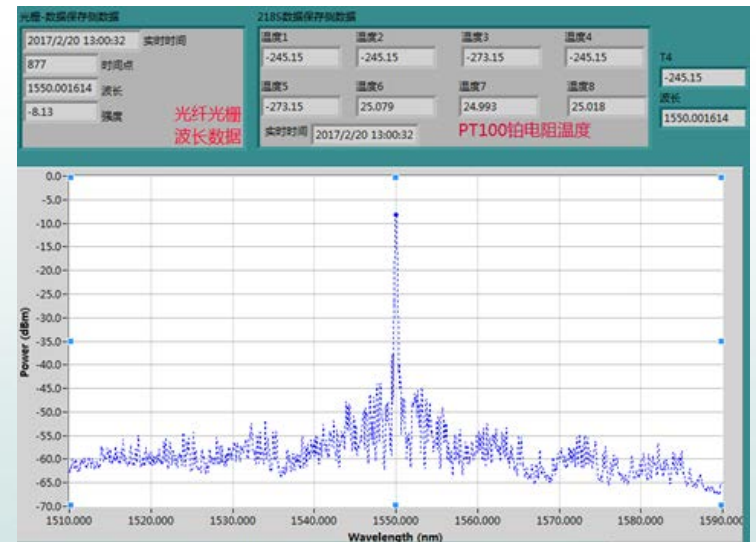 光栅-数据保存到数据
2017/2/20 13:00:32 实时时间
877 时间点
1550.001614 波长
-8.13 强度
光纤光栅
波长数据
218S数据保存到数据
温度1 温度2 温度3 温度4
-245.15 -245.15 -273.15 -245.15
温度5 温度6 温度7 温度8
-273.15 25.079 24.993 25.018
实时时间 2017/2/20 13:00:32 PT100铂电阻温度
T4
-245.15
波长
1550.001614
0.0
-5.0
-10.0
-15.0
-20.0
-25.0
-30.0
-35.0
-40.0
-45.0
-50.0
-55.0
-60.0
-65.0
-70.0
Power (dBm)
1510.000 1520.000 1530.000 1540.000 1550.000 1560.000 1570.000 1580.000 1590.000
Wavelength (nm)